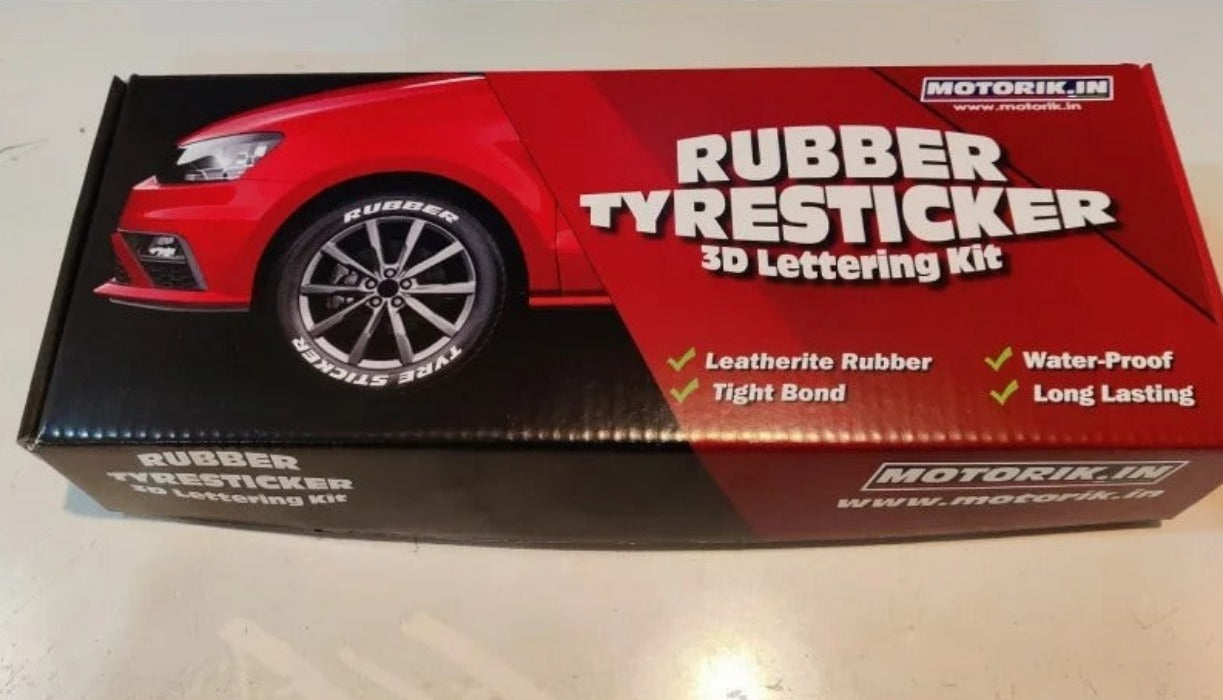 MOTORIK.IN
www.motorik.in
RUBBER
TYRESTICKER
3D Lettering Kit
RUBBER
TYRE STICKER
Leatherite Rubber
Water-Proof
Tight Bond
Long Lasting
RUBBER
TYRESTICKER
3D Lettering Kit
MOTORIK.IN
www.motorik.in